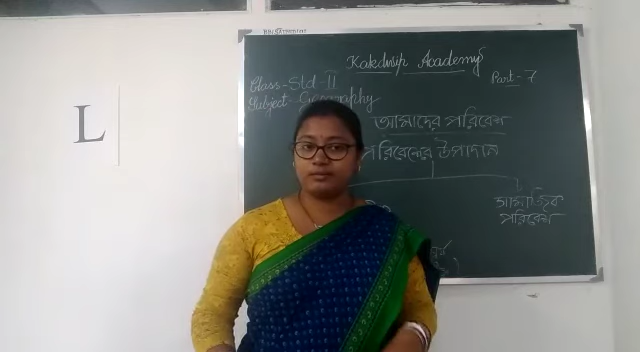 L
Kakdwip Academy
Part- 7
Class- Std II
Subject- Geography
আমাদের পরিবেশ
পরিবেশের উপাদান
সামাজিক
পরিবেশ